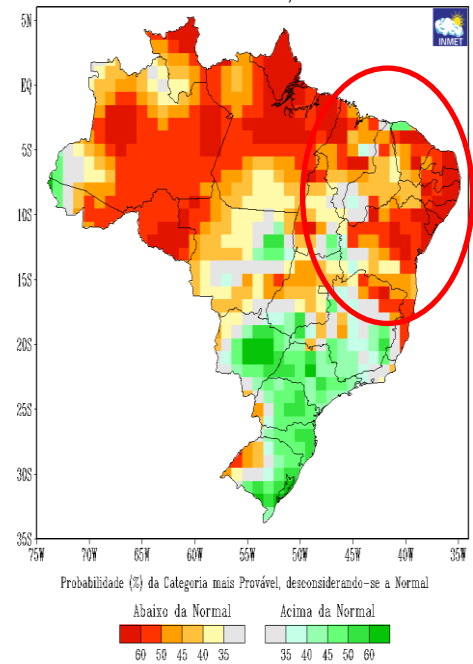 INMET
5N
EQ
5S
10S
15S
20S
25S
30S
35S
75W 70W 65W 60W 55W 50W 45W 40W 35W
Probabilidade (%) da Categoria mais Provável, desconsiderando-se a Normal
Abaixo da Normal Acima da Normal
60 50 45 40 35 35 40 45 50 60